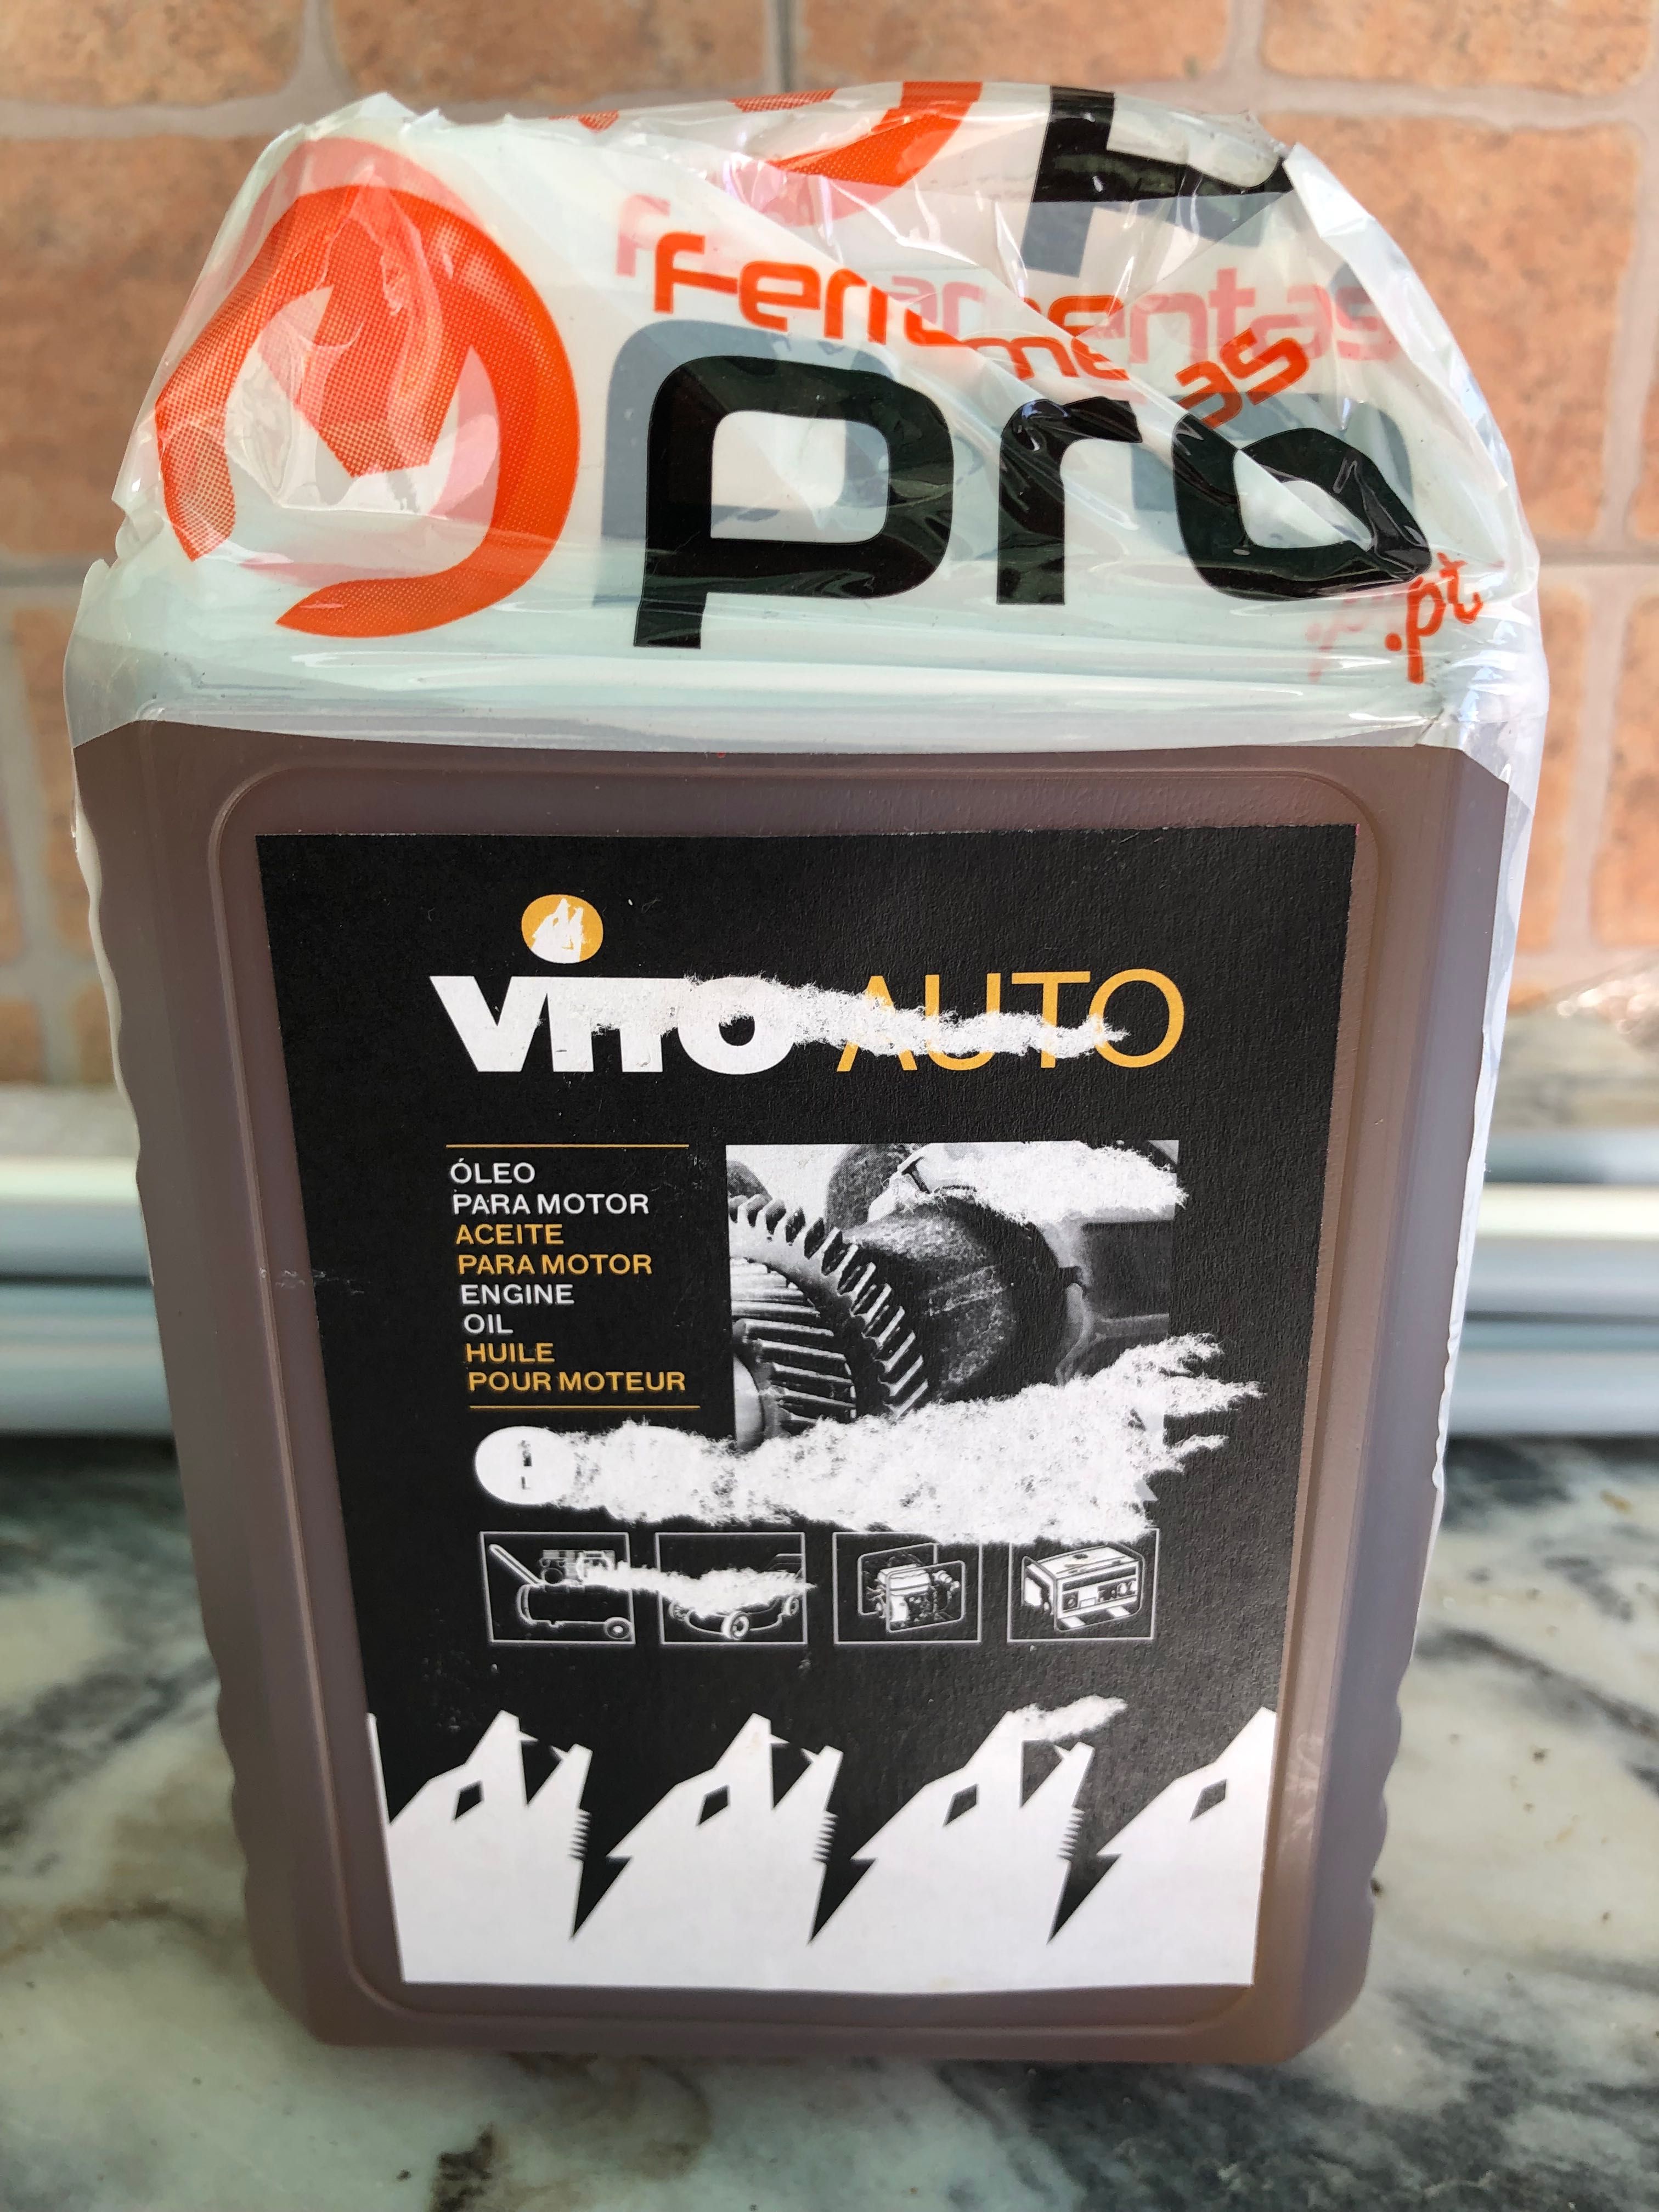 ferramentas
pro
.pt
VITO AUTO
ÓLEO
PARA MOTOR
ACEITE
PARA MOTOR
ENGINE
OIL
HUILE
POUR MOTEUR